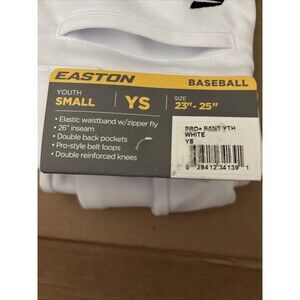 EASTON
BASEBALL
YOUTH
SMALL
YS
SIZE
23"- 25"
• Elastic waistband w/zipper fly
• 26" inseam
• Double back pockets
• Pro-style belt loops
• Double reinforced knees
PRO+ PANT YTH
WHITE
YS
28412 34139 1